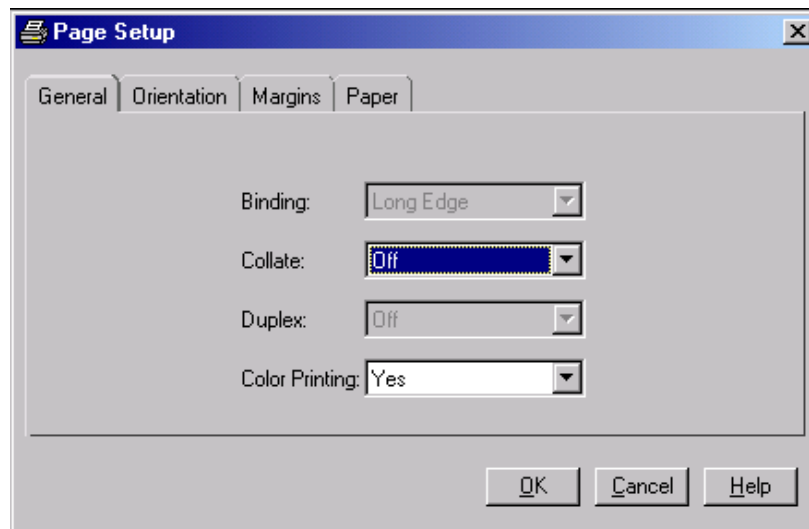 Page Setup
General Orientation Margins Paper
Binding: Long Edge
Collate: Off
Duplex: Off
Color Printing: Yes
OK Cancel Help